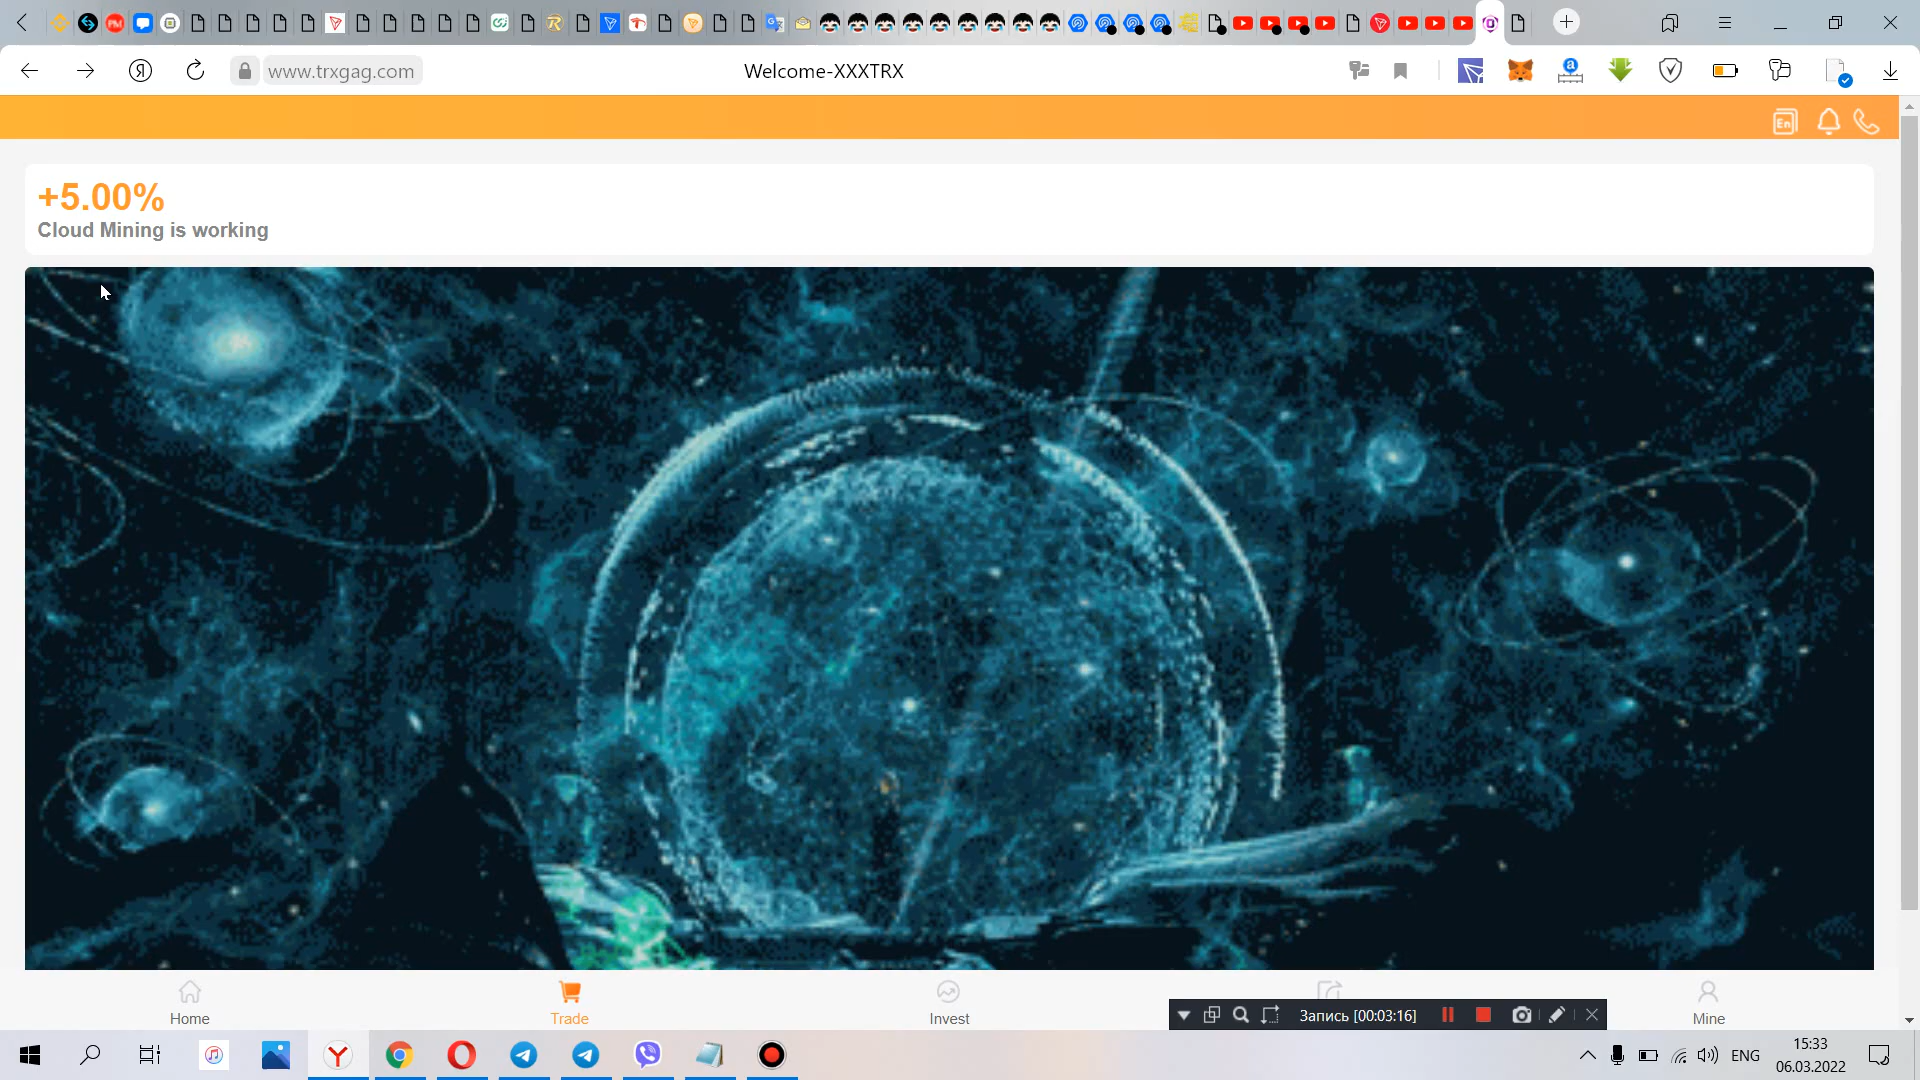 www.trxgag.com
Welcome-XXXTRX
En
+5.00%
Cloud Mining is working
Home
Trade
Invest
Mine
Запись [00:03:16]
ENG
15:33
06.03.2022